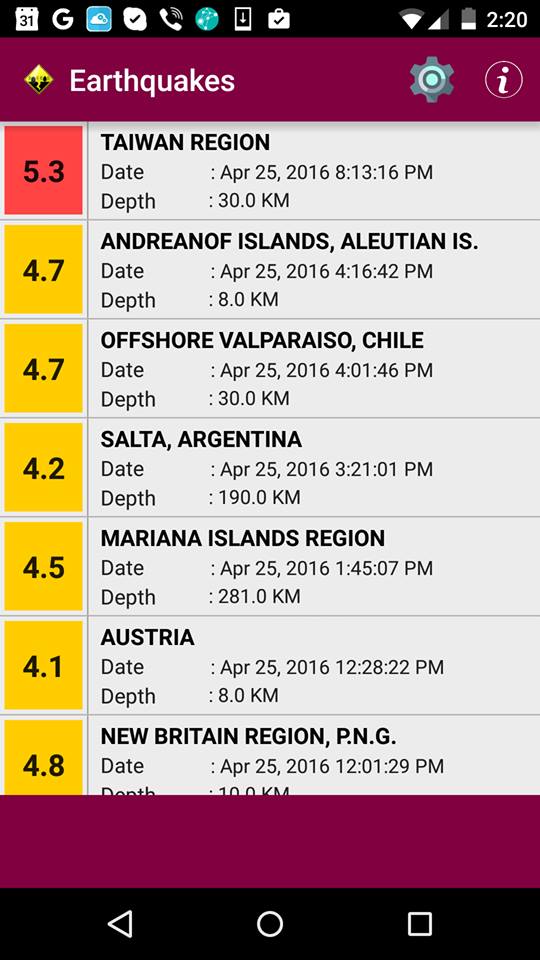 31 G 2:20
Earthquakes i
5.3 TAIWAN REGION
Date : Apr 25, 2016 8:13:16 PM
Depth : 30.0 KM
4.7 ANDREANOF ISLANDS, ALEUTIAN IS.
Date : Apr 25, 2016 4:16:42 PM
Depth : 8.0 KM
4.7 OFFSHORE VALPARAISO, CHILE
Date : Apr 25, 2016 4:01:46 PM
Depth : 30.0 KM
4.2 SALTA, ARGENTINA
Date : Apr 25, 2016 3:21:01 PM
Depth : 190.0 KM
4.5 MARIANA ISLANDS REGION
Date : Apr 25, 2016 1:45:07 PM
Depth : 281.0 KM
4.1 AUSTRIA
Date : Apr 25, 2016 12:28:22 PM
Depth : 8.0 KM
4.8 NEW BRITAIN REGION, P.N.G.
Date : Apr 25, 2016 12:01:29 PM
Depth : 10.0 KM